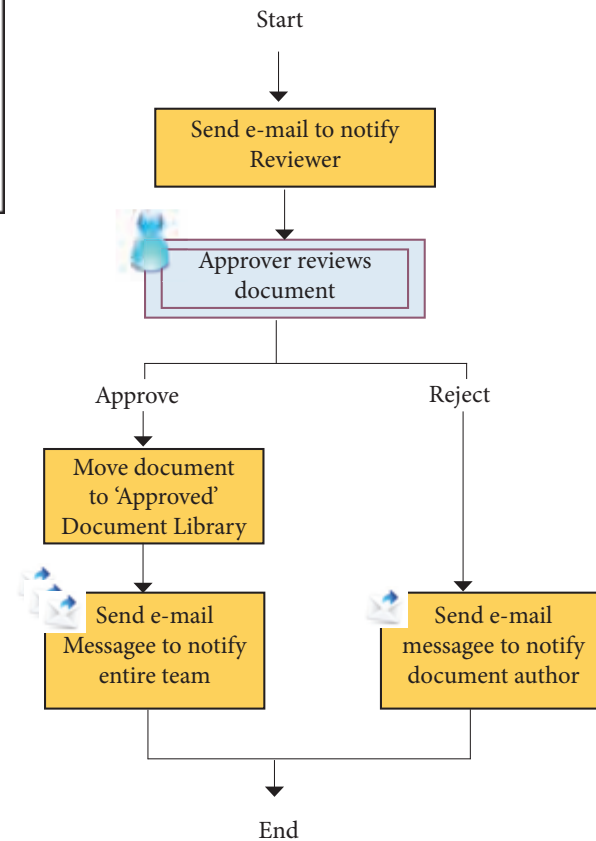 Start
Send e-mail to notify
Reviewer
Approver reviews
document
Approve
Reject
Move document
to ‘Approved’
Document Library
Send e-mail
Messagee to notify
entire team
Send e-mail
messagee to notify
document author
End